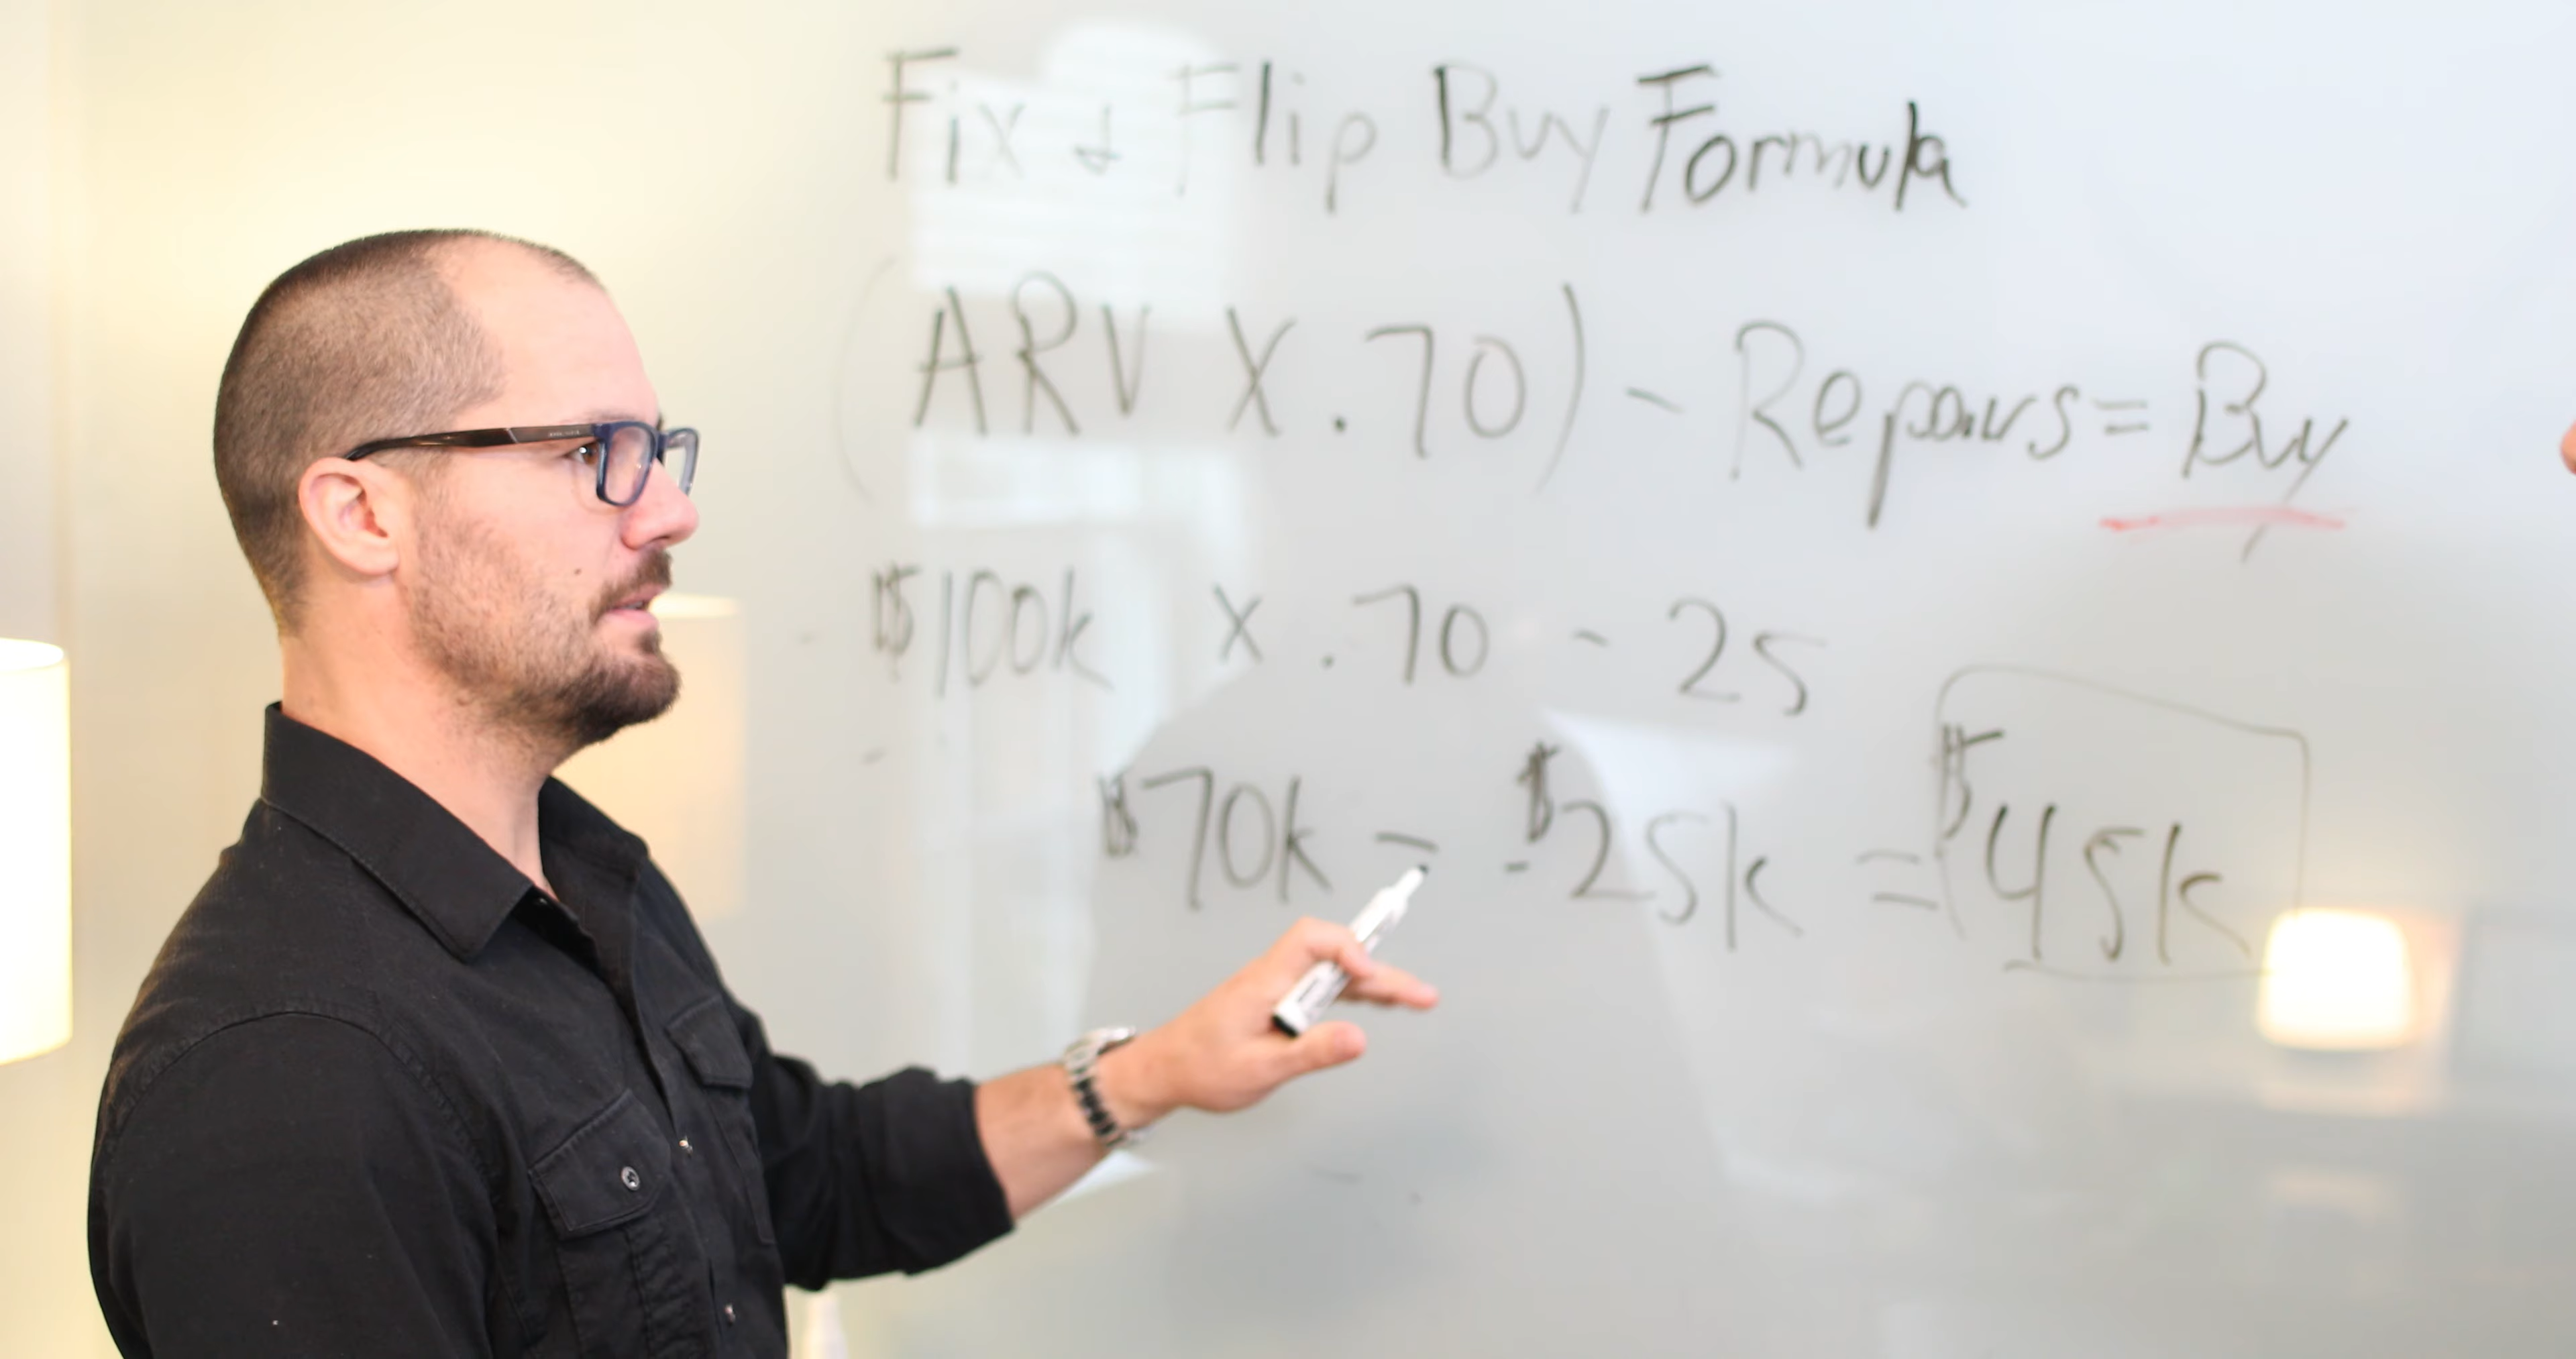 Fix & Flip Buy Formula
(ARV X .70) - Repairs = Buy
$100k x .70 - 25
$70k - $25k = $45k